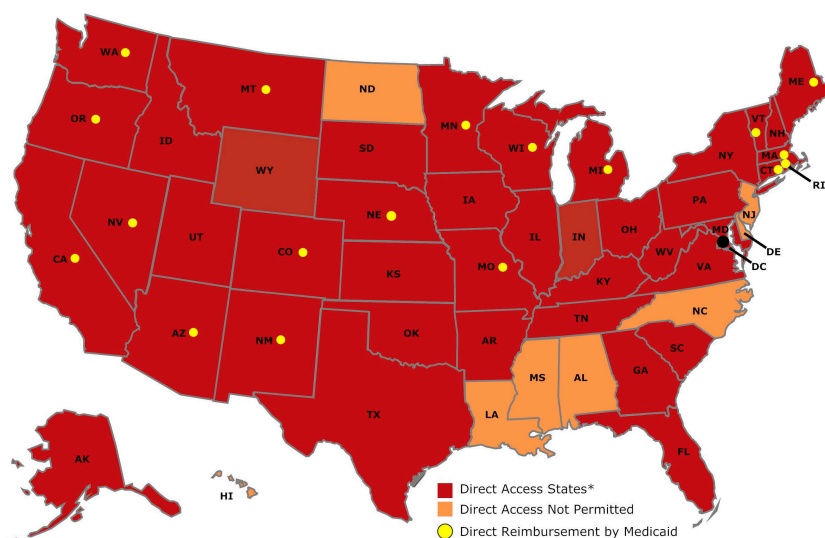 WA
MT
ND
MN
ME
VT
NH
OR
ID
SD
WI
MI
NY
MA
CT
RI
WY
IA
PA
NJ
NV
UT
NE
CO
IL
IN
OH
MD
DE
DC
CA
KS
MO
KY
WV
VA
AZ
NM
OK
AR
TN
NC
SC
TX
LA
MS
AL
GA
FL
AK
HI
Direct Access States*
Direct Access Not Permitted
Direct Reimbursement by Medicaid